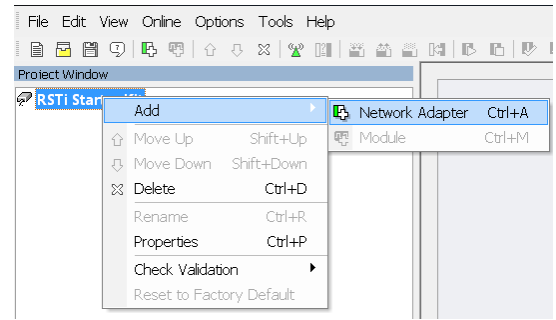 File Edit View Online Options Tools Help
Project Window
RSTi Star
Add
Network Adapter Ctrl+A
Move Up Shift+Up
Module Ctrl+M
Move Down Shift+Down
Delete Ctrl+D
Rename Ctrl+R
Properties Ctrl+P
Check Validation
Reset to Factory Default